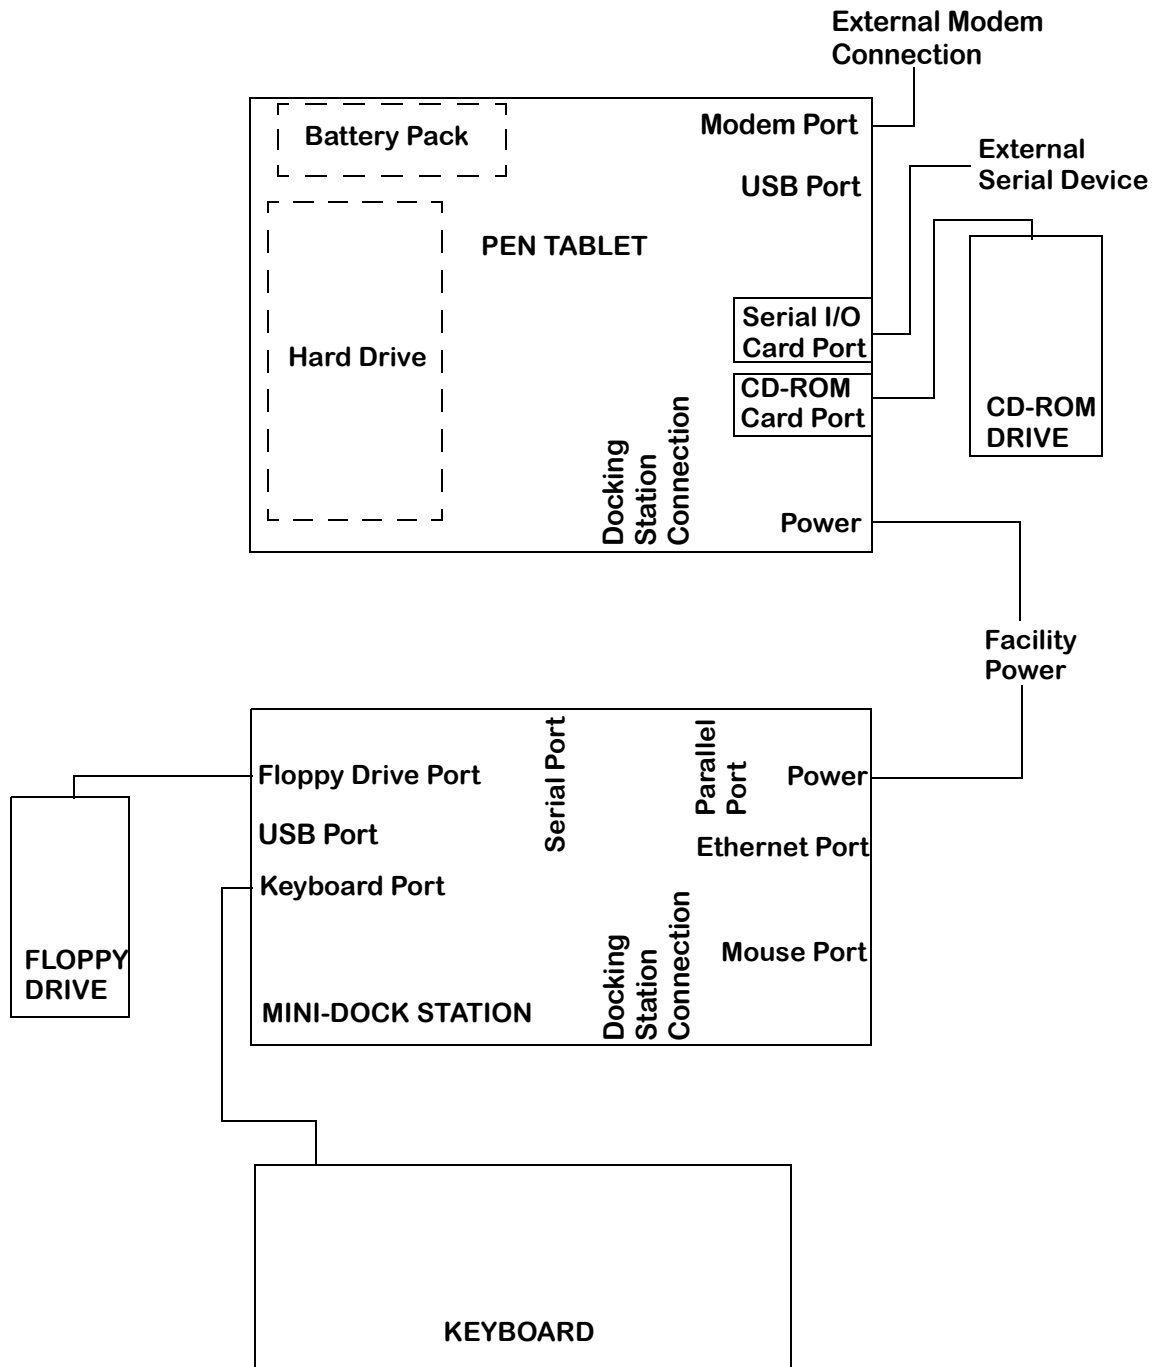 External Modem
Connection
Battery Pack
Modem Port
External
Serial Device
USB Port
PEN TABLET
Serial I/O
Card Port
Hard Drive
CD-ROM
Card Port
CD-ROM
DRIVE
Docking
Station
Connection
Power
Facility
Power
Floppy Drive Port
Serial Port
Parallel
Port
Power
USB Port
Ethernet Port
Keyboard Port
FLOPPY
DRIVE
Docking
Station
Connection
Mouse Port
MINI-DOCK STATION
KEYBOARD